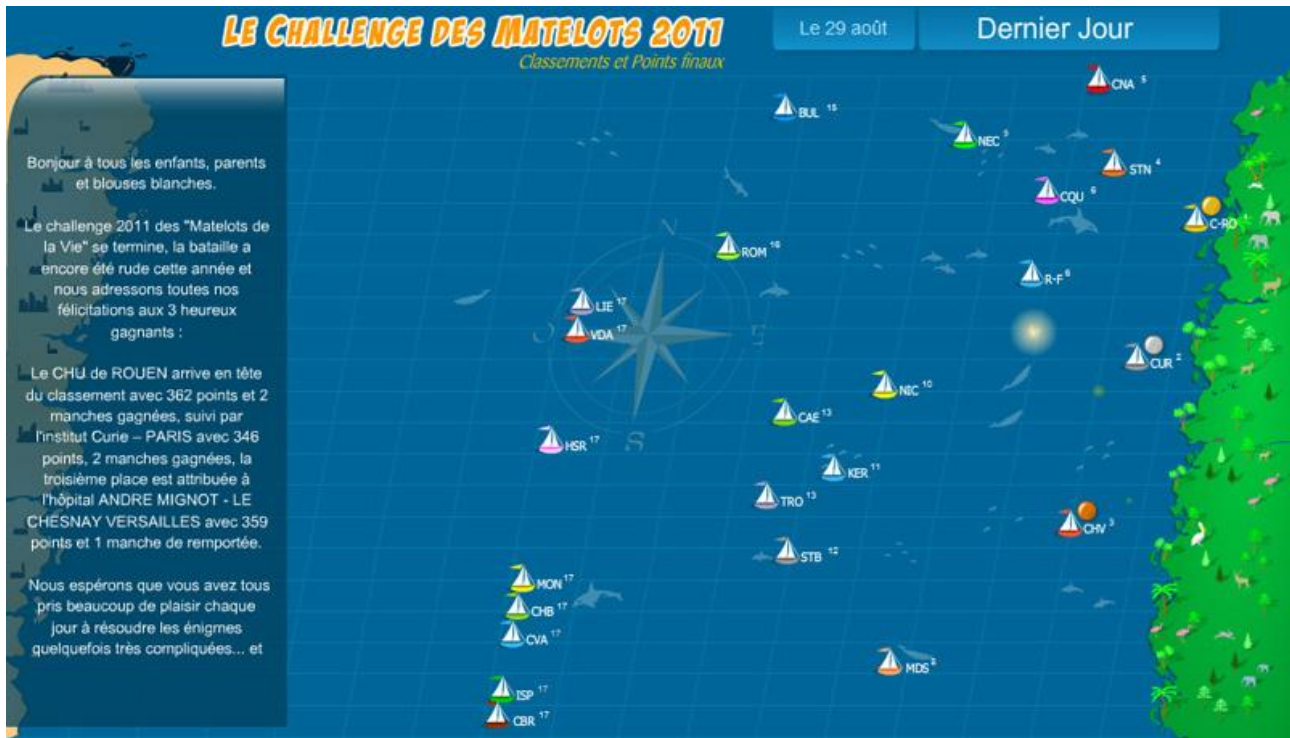 LE CHALLENGE DES MATELOTS 2011
Classements et Points finaux
Le 29 août
Dernier Jour
Bonjour à tous les enfants, parents
et blouses blanches.
Le challenge 2011 des "Matelots de
la Vie" se termine, la bataille a
encore été rude cette année et
nous adressons toutes nos
félicitations aux 3 heureux
gagnants :
Le CHU de ROUEN arrive en tête
du classement avec 362 points et 2
manches gagnées, suivi par
l'institut Curie – PARIS avec 346
points, 2 manches gagnées, la
troisième place est attribuée à
l'hôpital ANDRE MIGNOT - LE
CHESNAY VERSAILLES avec 359
points et 1 manche de remportée.
Nous espérons que vous avez tous
pris beaucoup de plaisir chaque
jour à résoudre les énigmes
quelquefois très compliquées... et
CNA 5
BUL 15
NEC
STN 4
CQU 6
C-RO 1
ROM 16
R-F 6
LIE 17
VDA 17
CUR 2
NIC 10
CAE 13
HSR 17
KER 11
TRO 13
CHV 3
STB 12
MON 17
CHB 17
CVA 17
MDS
ISP 17
CBR 17
N
S